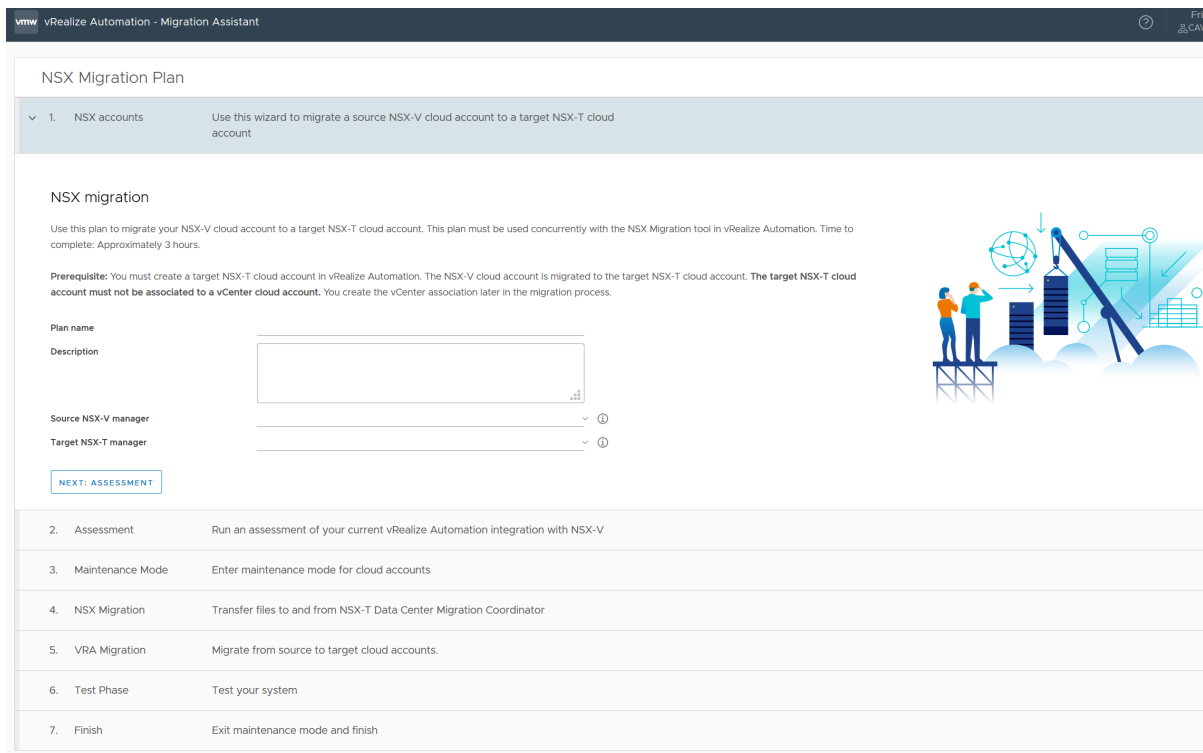 vmw vRealize Automation - Migration Assistant
NSX Migration Plan
1. NSX accounts Use this wizard to migrate a source NSX-V cloud account to a target NSX-T cloud
account
NSX migration
Use this plan to migrate your NSX-V cloud account to a target NSX-T cloud account. This plan must be used concurrently with the NSX Migration tool in vRealize Automation. Time to
complete: Approximately 3 hours.
Prerequisite: You must create a target NSX-T cloud account in vRealize Automation. The NSX-V cloud account is migrated to the target NSX-T cloud account. The target NSX-T cloud
account must not be associated to a vCenter cloud account. You create the vCenter association later in the migration process.
Plan name
Description
Source NSX-V manager
Target NSX-T manager
NEXT: ASSESSMENT
2. Assessment Run an assessment of your current vRealize Automation integration with NSX-V
3. Maintenance Mode Enter maintenance mode for cloud accounts
4. NSX Migration Transfer files to and from NSX-T Data Center Migration Coordinator
5. VRA Migration Migrate from source to target cloud accounts.
6. Test Phase Test your system
7. Finish Exit maintenance mode and finish